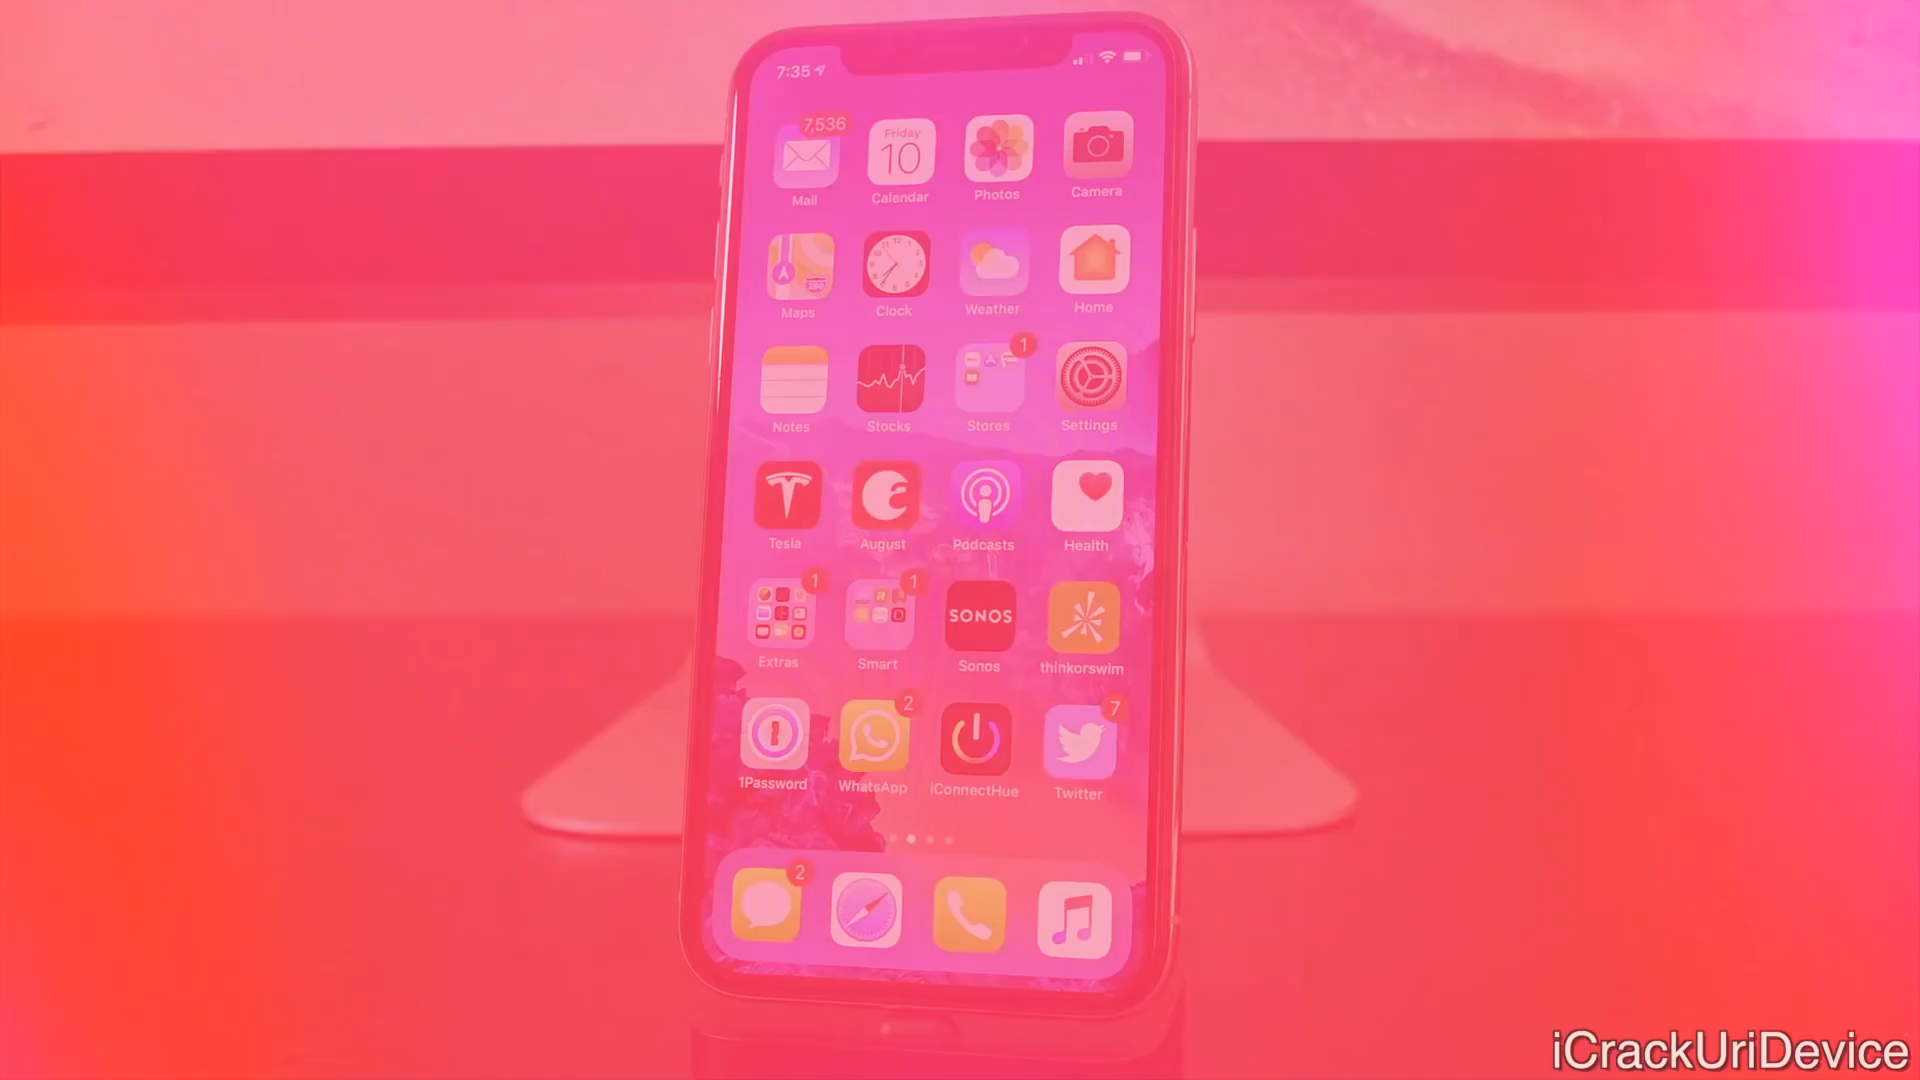 7:35
7,536
Friday
10
Mail
Calendar
Photos
Camera
280
Maps
Clock
Weather
Home
1
Notes
Stocks
Stores
Settings
Tesla
August
Podcasts
Health
1
1
SONOS
Extras
Smart
Sonos
thinkorswim
2
7
1Password
WhatsApp
iConnectHue
Twitter
2
iCrackUriDevice